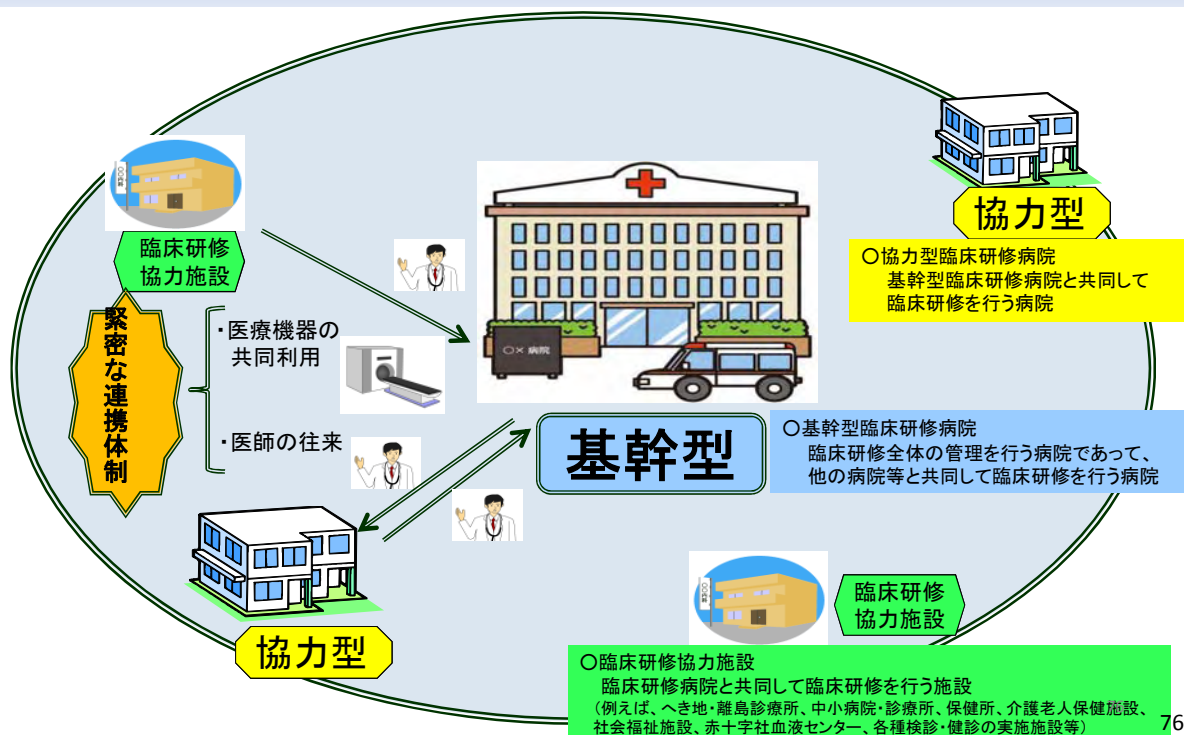 協力型
○協力型臨床研修病院
基幹型臨床研修病院と共同して
臨床研修を行う病院
〇〇内科
臨床研修
協力施設
緊密な連携体制
・医療機器の
共同利用
・医師の往来
〇× 病院
基幹型
○基幹型臨床研修病院
臨床研修全体の管理を行う病院であって、
他の病院等と共同して臨床研修を行う病院
協力型
〇〇内科
臨床研修
協力施設
○臨床研修協力施設
臨床研修病院と共同して臨床研修を行う施設
(例えば、へき地・離島診療所、中小病院・診療所、保健所、介護老人保健施設、
社会福祉施設、赤十字社血液センター、各種検診・健診の実施施設等)
76